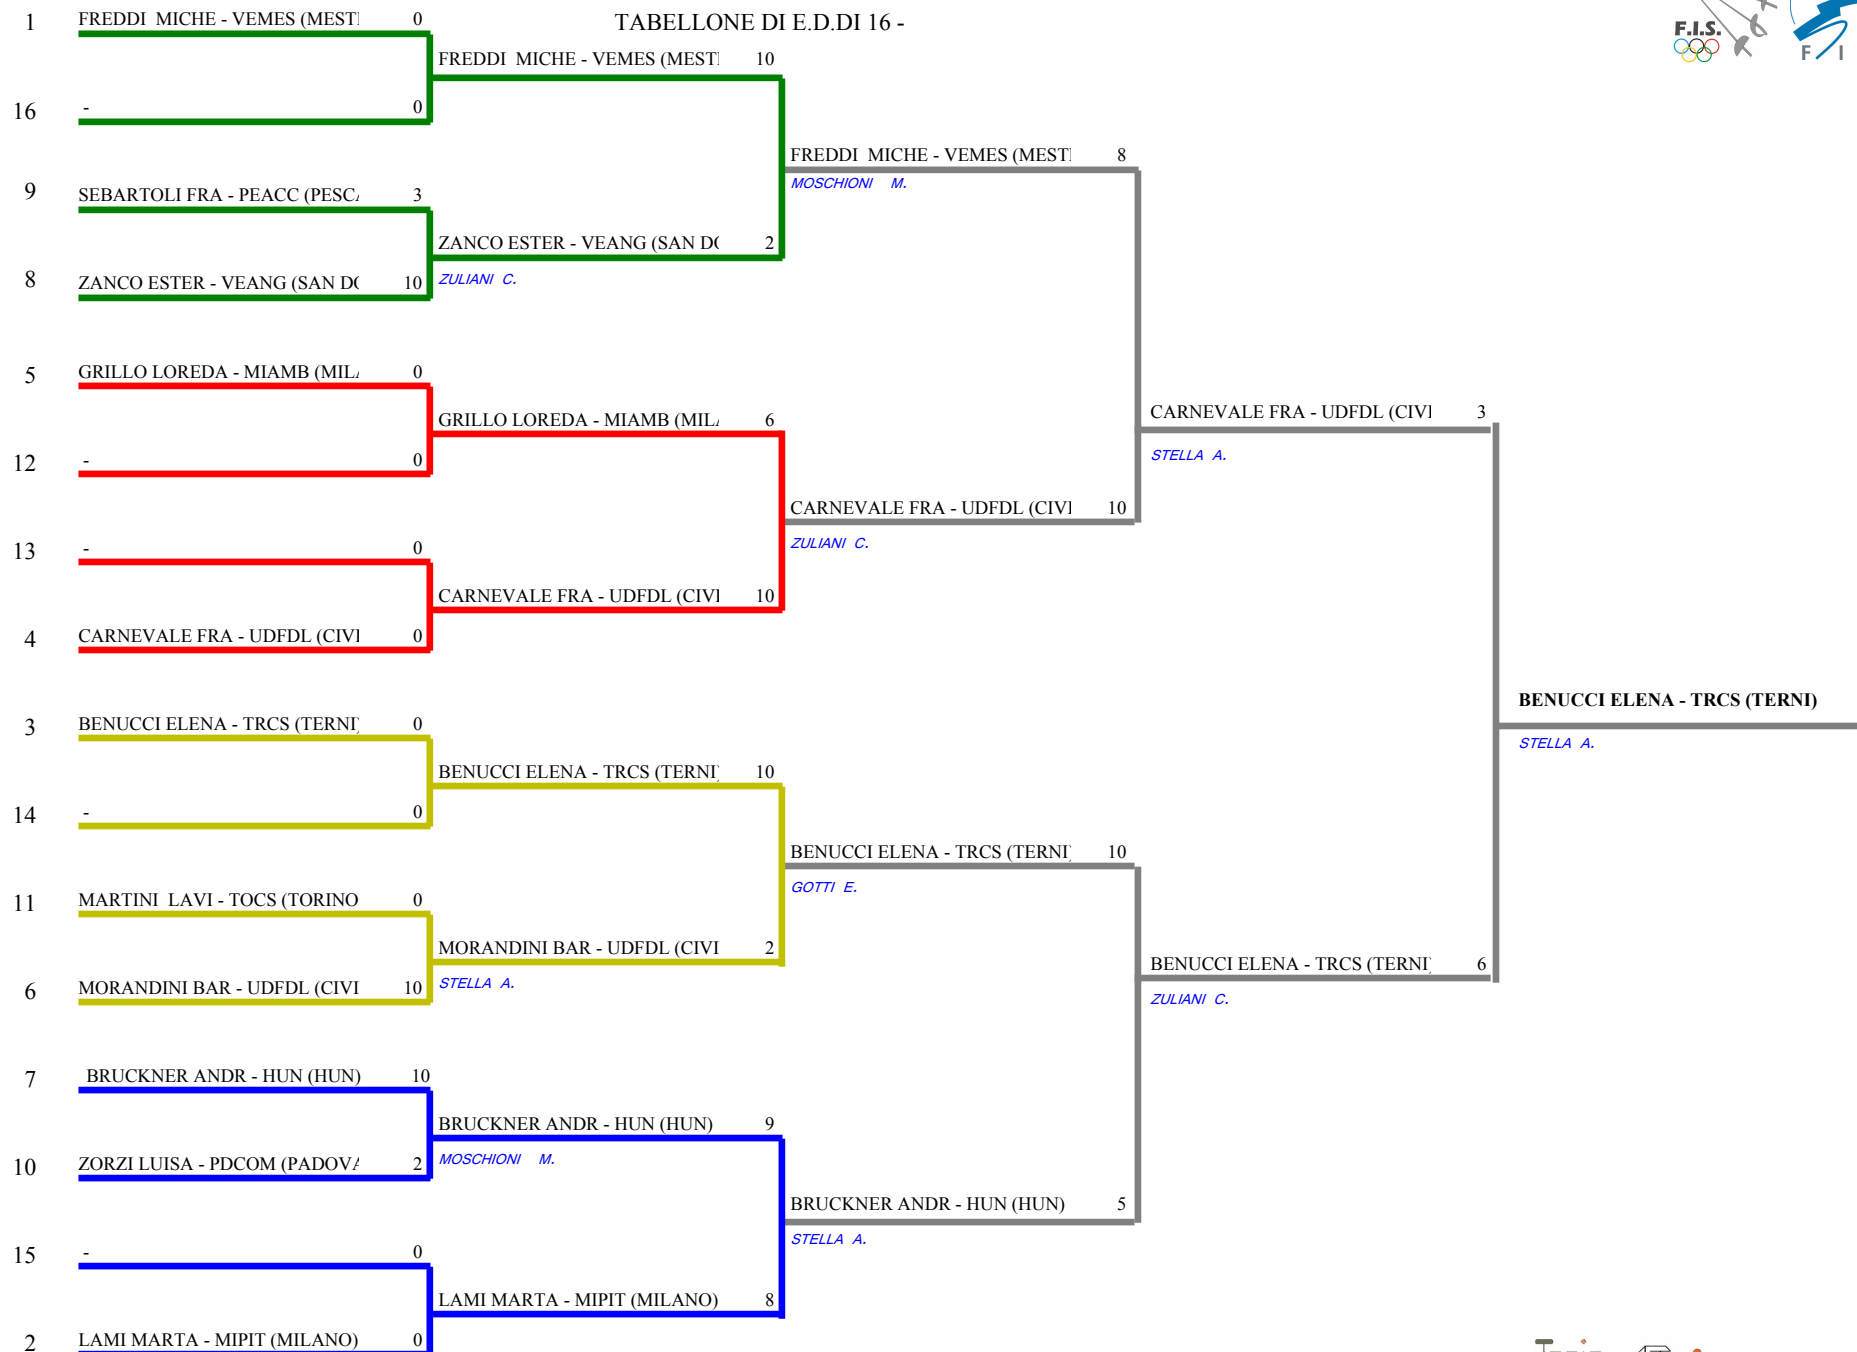 TABELLONE DI E.D.DI 16 -
F.I.S.
F I
1 FREDDI MICHE - VEMES (MESTI 0
FREDDI MICHE - VEMES (MESTI 10
16 - 0
FREDDI MICHE - VEMES (MESTI 8
MOSCHIONI M.
9 SEBARTOLI FRA - PEACC (PESCA 3
ZANCO ESTER - VEANG (SAN DO 2
ZULIANI C.
8 ZANCO ESTER - VEANG (SAN DO 10
5 GRILLO LOREDA - MIAMB (MILA 0
GRILLO LOREDA - MIAMB (MILA 6
CARNEVALE FRA - UDFDL (CIVI 3
STELLA A.
12 - 0
CARNEVALE FRA - UDFDL (CIVI 10
ZULIANI C.
13 - 0
CARNEVALE FRA - UDFDL (CIVI 10
4 CARNEVALE FRA - UDFDL (CIVI 0
BENUCCI ELENA - TRCS (TERNI)
STELLA A.
3 BENUCCI ELENA - TRCS (TERNI) 0
BENUCCI ELENA - TRCS (TERNI) 10
14 - 0
BENUCCI ELENA - TRCS (TERNI) 10
GOTTI E.
11 MARTINI LAVI - TOCS (TORINO 0
MORANDINI BAR - UDFDL (CIVI 2
STELLA A.
BENUCCI ELENA - TRCS (TERNI) 6
ZULIANI C.
6 MORANDINI BAR - UDFDL (CIVI 10
7 BRUCKNER ANDR - HUN (HUN) 10
BRUCKNER ANDR - HUN (HUN) 9
MOSCHIONI M.
10 ZORZI LUISA - PDCOM (PADOVA 2
BRUCKNER ANDR - HUN (HUN) 5
STELLA A.
15 - 0
LAMI MARTA - MIPIT (MILANO) 8
2 LAMI MARTA - MIPIT (MILANO) 0